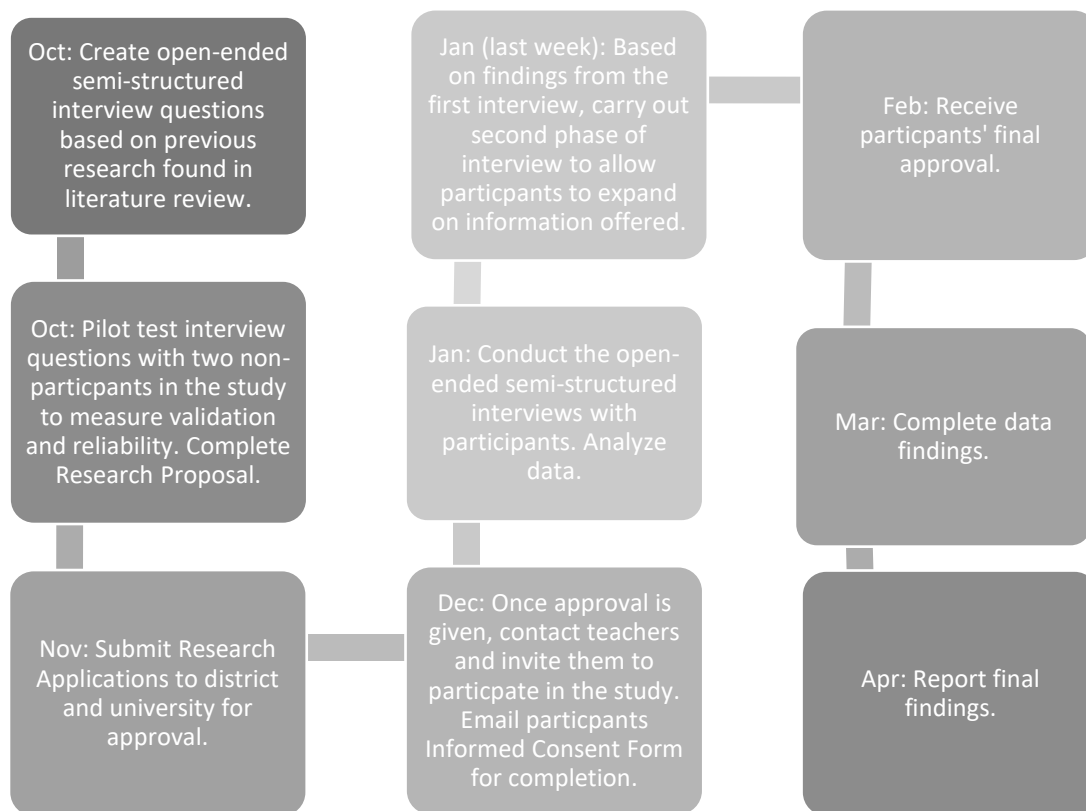 Oct: Create open-ended
semi-structured
interview questions
based on previous
research found in
literature review.
Oct: Pilot test interview
questions with two non-
particpants in the study
to measure validation
and reliability. Complete
Research Proposal.
Nov: Submit Research
Applications to district
and university for
approval.
Dec: Once approval is
given, contact teachers
and invite them to
particpate in the study.
Email particpants
Informed Consent Form
for completion.
Jan: Conduct the open-
ended semi-structured
interviews with
participants. Analyze
data.
Jan (last week): Based
on findings from the
first interview, carry out
second phase of
interview to allow
particpants to expand
on information offered.
Feb: Receive
particpants' final
approval.
Mar: Complete data
findings.
Apr: Report final
findings.